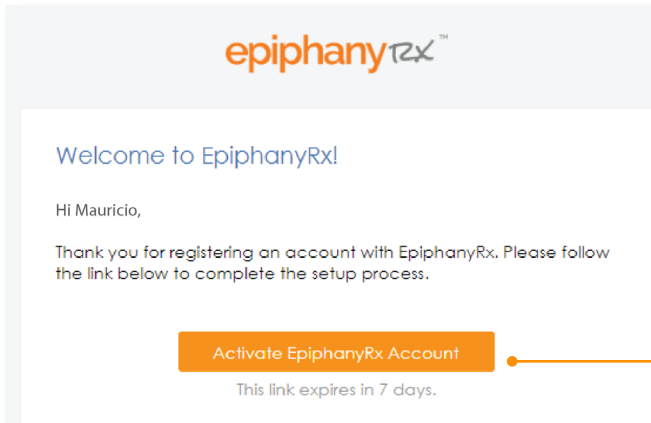 epiphanyRx™
Welcome to EpiphanyRx!
Hi Mauricio,
Thank you for registering an account with EpiphanyRx. Please follow
the link below to complete the setup process.
Activate EpiphanyRx Account
This link expires in 7 days.